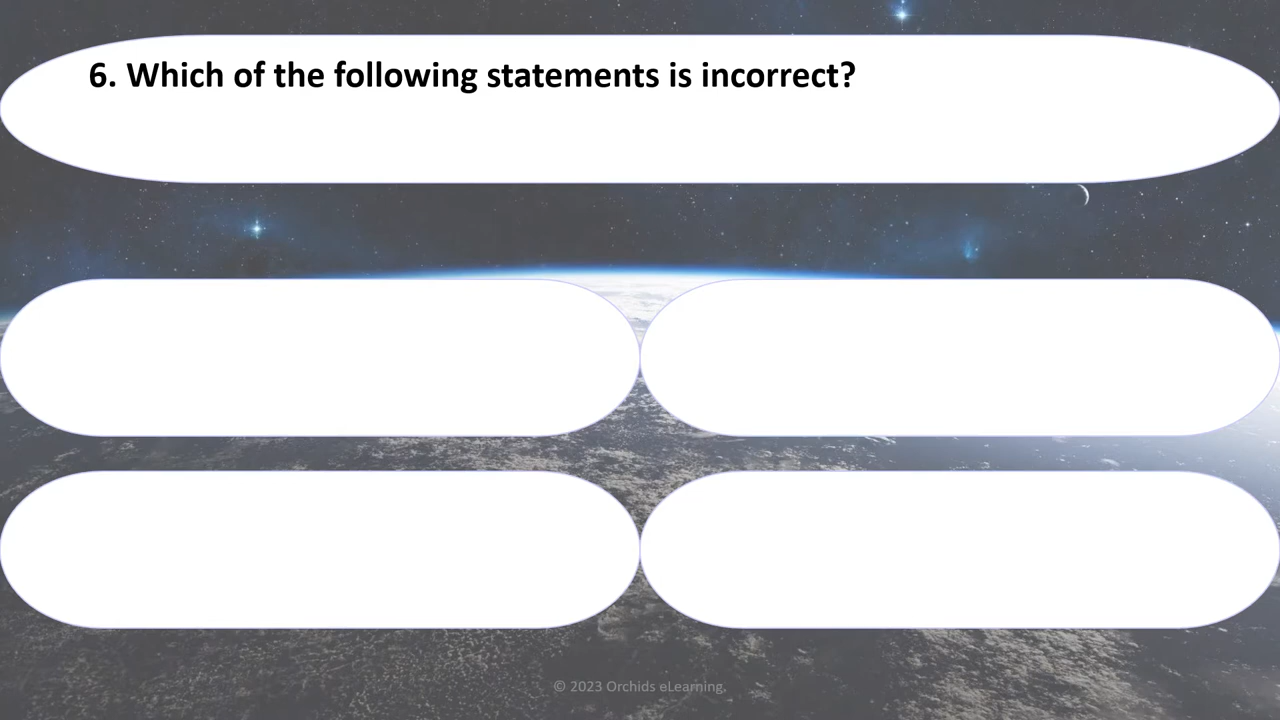 6. Which of the following statements is incorrect?
© 2023 Orchids eLearning.